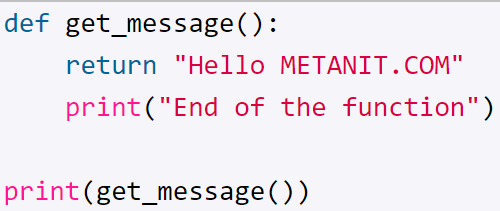 def get_message():
    return "Hello METANIT.COM"
    print("End of the function")
print(get_message())